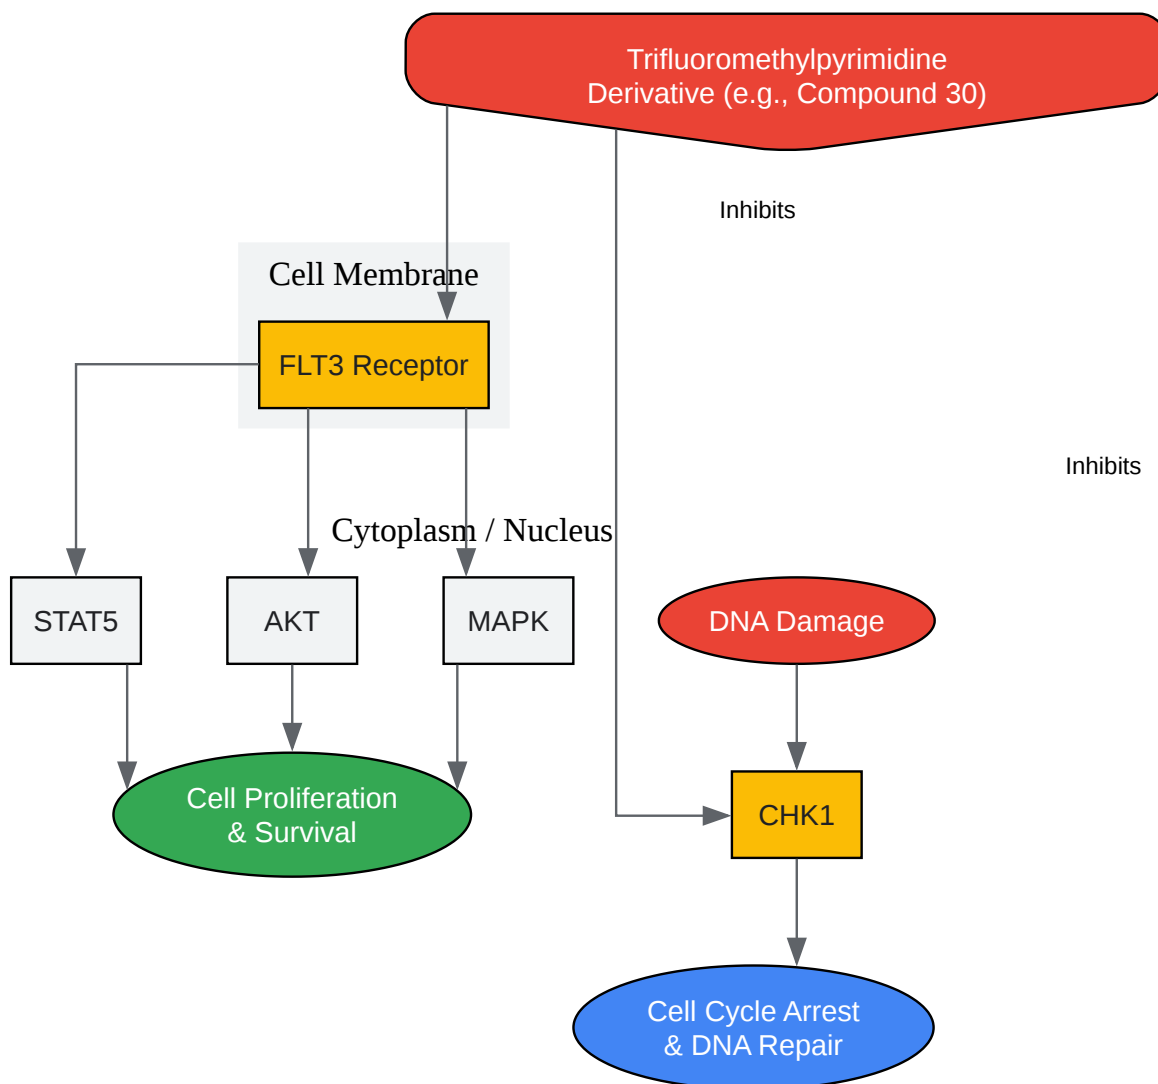 Trifluoromethylpyrimidine
Derivative (e.g., Compound 30)
Inhibits
Cell Membrane
FLT3 Receptor
Inhibits
Cytoplasm / Nucleus
STAT5
AKT
MAPK
DNA Damage
Cell Proliferation
& Survival
CHK1
Cell Cycle Arrest
& DNA Repair